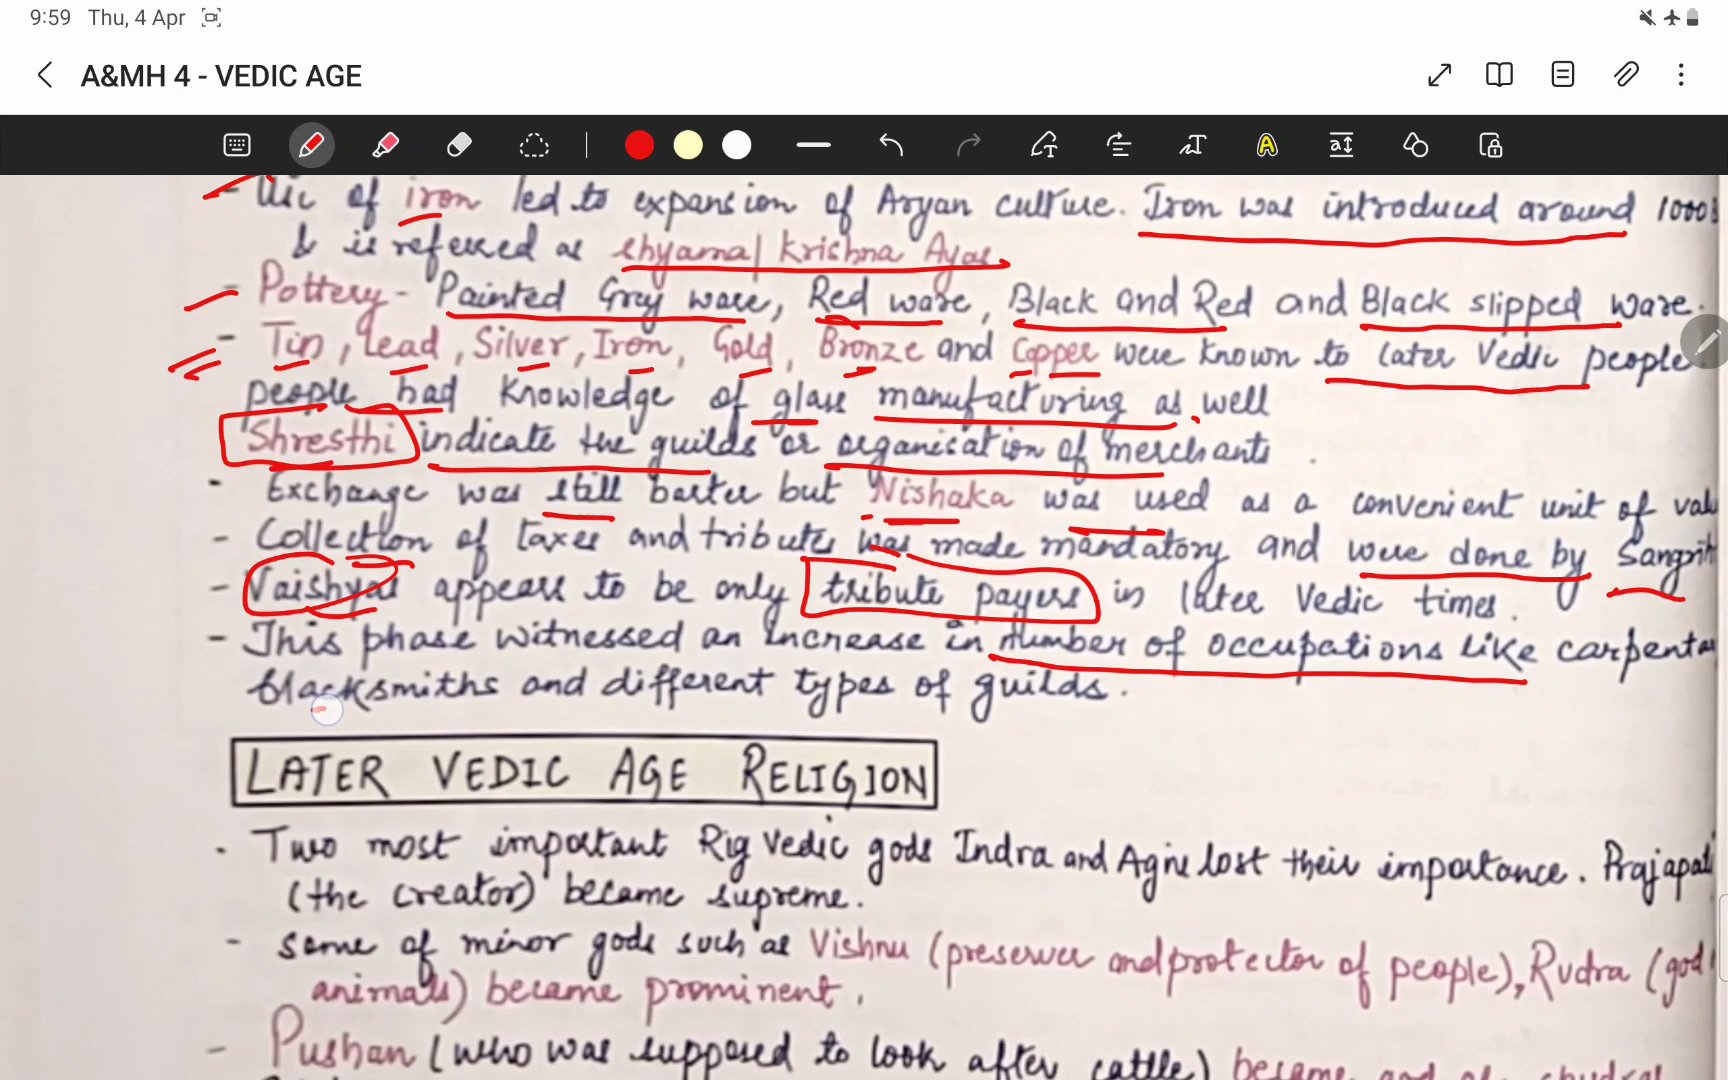 9:59 Thu, 4 Apr
A&MH 4 - VEDIC AGE
- Use of iron led to expansion of Aryan culture. Iron was introduced around 1000
& is refered as shyama/ Krishna Ayas
- Pottery - Painted Gray ware, Red ware, Black and Red and Black slipped ware.
- Tin, Lead, Silver, Iron, Gold, Bronze and Copper were known to later Vedic people
people had knowledge of glass manufacturing as well
Shresthi indicate the guilds or organisation of merchants
- Exchange was still barter but Nishaka was used as a convenient unit of
- Collection of taxes and tributes was made mandatory and were done by
- Vaishyas appears to be only tribute payers in later Vedic times.
- This phase witnessed an increase in number of occupations like
blacksmiths and different types of guilds.
LATER VEDIC AGE RELIGION
- Two most important Rig Vedic gods Indra and Agni lost their importance. Prajapati
(the creator) became supreme.
- some of minor gods such as Vishnu (preserver and protector of people), Rudra (god
animals) became prominent.
- Pushan (who was supposed to look after cattle) became god of shudras